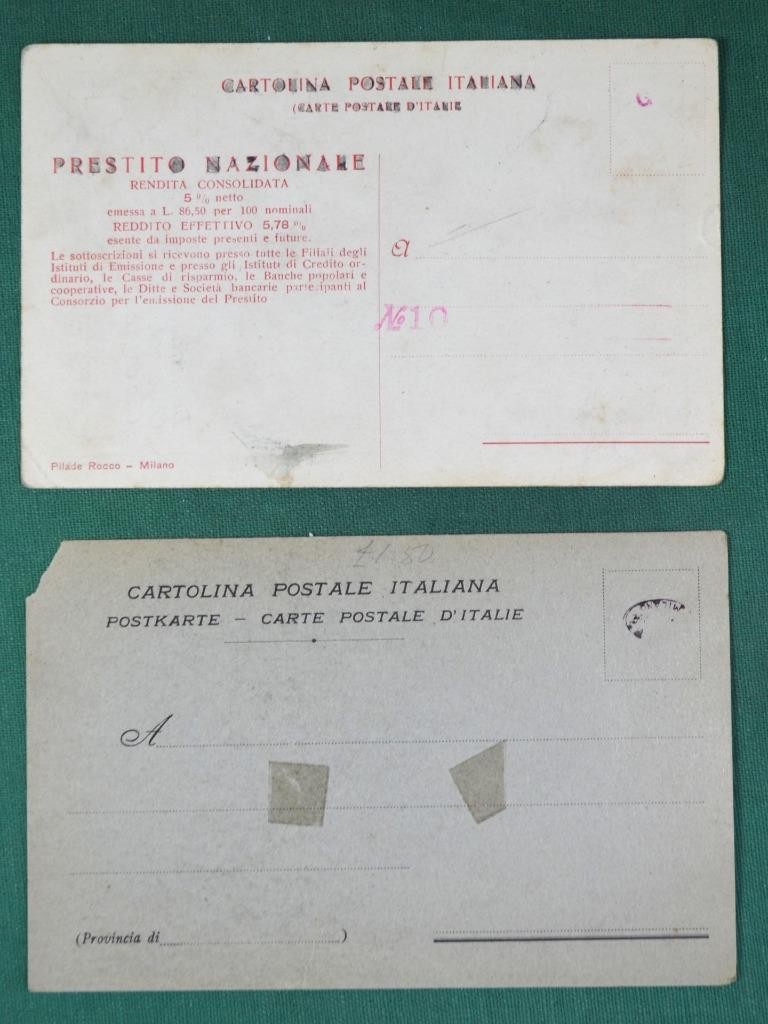 CARTOLINA POSTALE ITALIANA
(CARTE POSTALE D'ITALIE
PRESTITO NAZIONALE
RENDITA CONSOLIDATA
5 % netto
emessa a L. 86,50 per 100 nominali
REDDITO EFFETTIVO 5,78 %
esente da imposte presenti e future.
Le sottoscrizioni si ricevono presso tutte le Filiali degli
Istituti di Emissione e presso gli Istituti di Credito or-
dinario, le Casse di risparmio, le Banche popolari e
cooperative, le Ditte e Società bancarie partecipanti al
Consorzio per l'emissione del Prestito
A
No 10
Pilade Rocco - Milano
£1.50
CARTOLINA POSTALE ITALIANA
POSTKARTE - CARTE POSTALE D'ITALIE
A
(Provincia di )